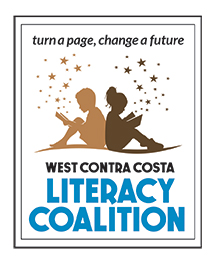 turn a page, change a future
WEST CONTRA COSTA
LITERACY
COALITION